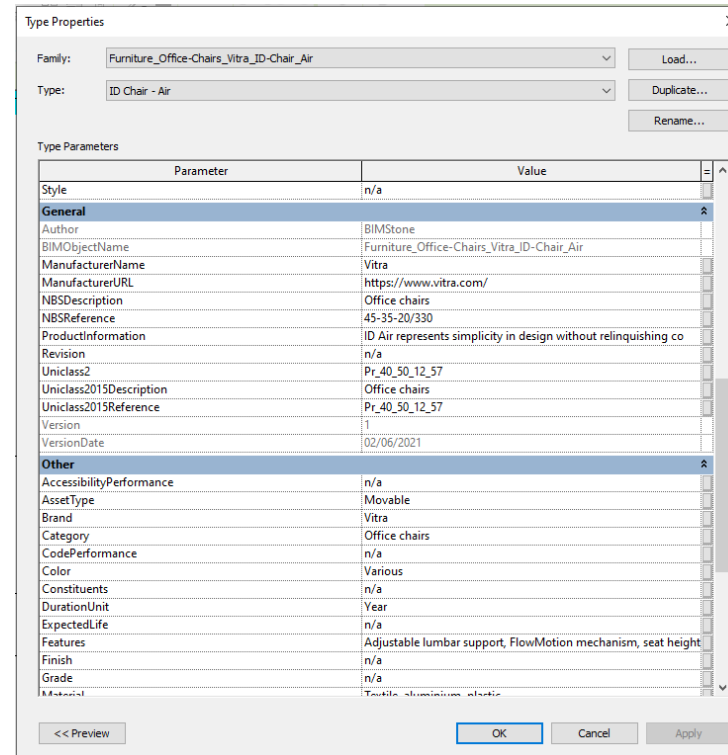 Type Properties
Family: Furniture_Office-Chairs_Vitra_ID-Chair_Air Load...
Type: ID Chair - Air Duplicate...
Rename...
Type Parameters
Parameter Value =
Style n/a
General
Author BIMStone
BIMObjectName Furniture_Office-Chairs_Vitra_ID-Chair_Air
ManufacturerName Vitra
ManufacturerURL https://www.vitra.com/
NBSDescription Office chairs
NBSReference 45-35-20/330
ProductInformation ID Air represents simplicity in design without relinquishing co
Revision n/a
Uniclass2 Pr_40_50_12_57
Uniclass2015Description Office chairs
Uniclass2015Reference Pr_40_50_12_57
Version 1
VersionDate 02/06/2021
Other
AccessibilityPerformance n/a
AssetType Movable
Brand Vitra
Category Office chairs
CodePerformance n/a
Color Various
Constituents n/a
DurationUnit Year
ExpectedLife n/a
Features Adjustable lumbar support, FlowMotion mechanism, seat height
Finish n/a
Grade n/a
Material Textile, aluminium, plastic
<< Preview OK Cancel Apply